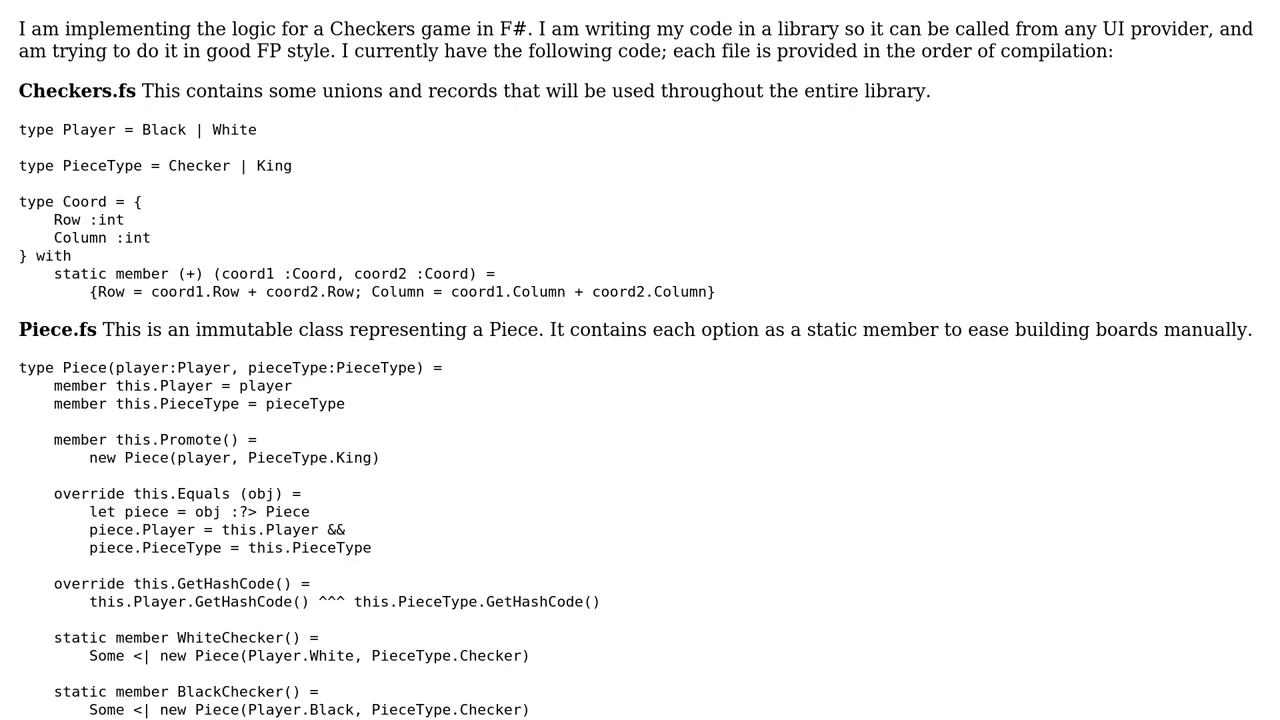 I am implementing the logic for a Checkers game in F#. I am writing my code in a library so it can be called from any UI provider, and
am trying to do it in good FP style. I currently have the following code; each file is provided in the order of compilation:
Checkers.fs This contains some unions and records that will be used throughout the entire library.
type Player = Black | White
type PieceType = Checker | King
type Coord = {
    Row :int
    Column :int
} with
    static member (+) (coord1 :Coord, coord2 :Coord) =
        {Row = coord1.Row + coord2.Row; Column = coord1.Column + coord2.Column}
Piece.fs This is an immutable class representing a Piece. It contains each option as a static member to ease building boards manually.
type Piece(player:Player, pieceType:PieceType) =
    member this.Player = player
    member this.PieceType = pieceType
    member this.Promote() =
        new Piece(player, PieceType.King)
    override this.Equals (obj) =
        let piece = obj :?> Piece
        piece.Player = this.Player &&
        piece.PieceType = this.PieceType
    override this.GetHashCode() =
        this.Player.GetHashCode() ^^^ this.PieceType.GetHashCode()
    static member WhiteChecker() =
        Some <| new Piece(Player.White, PieceType.Checker)
    static member BlackChecker() =
        Some <| new Piece(Player.Black, PieceType.Checker)